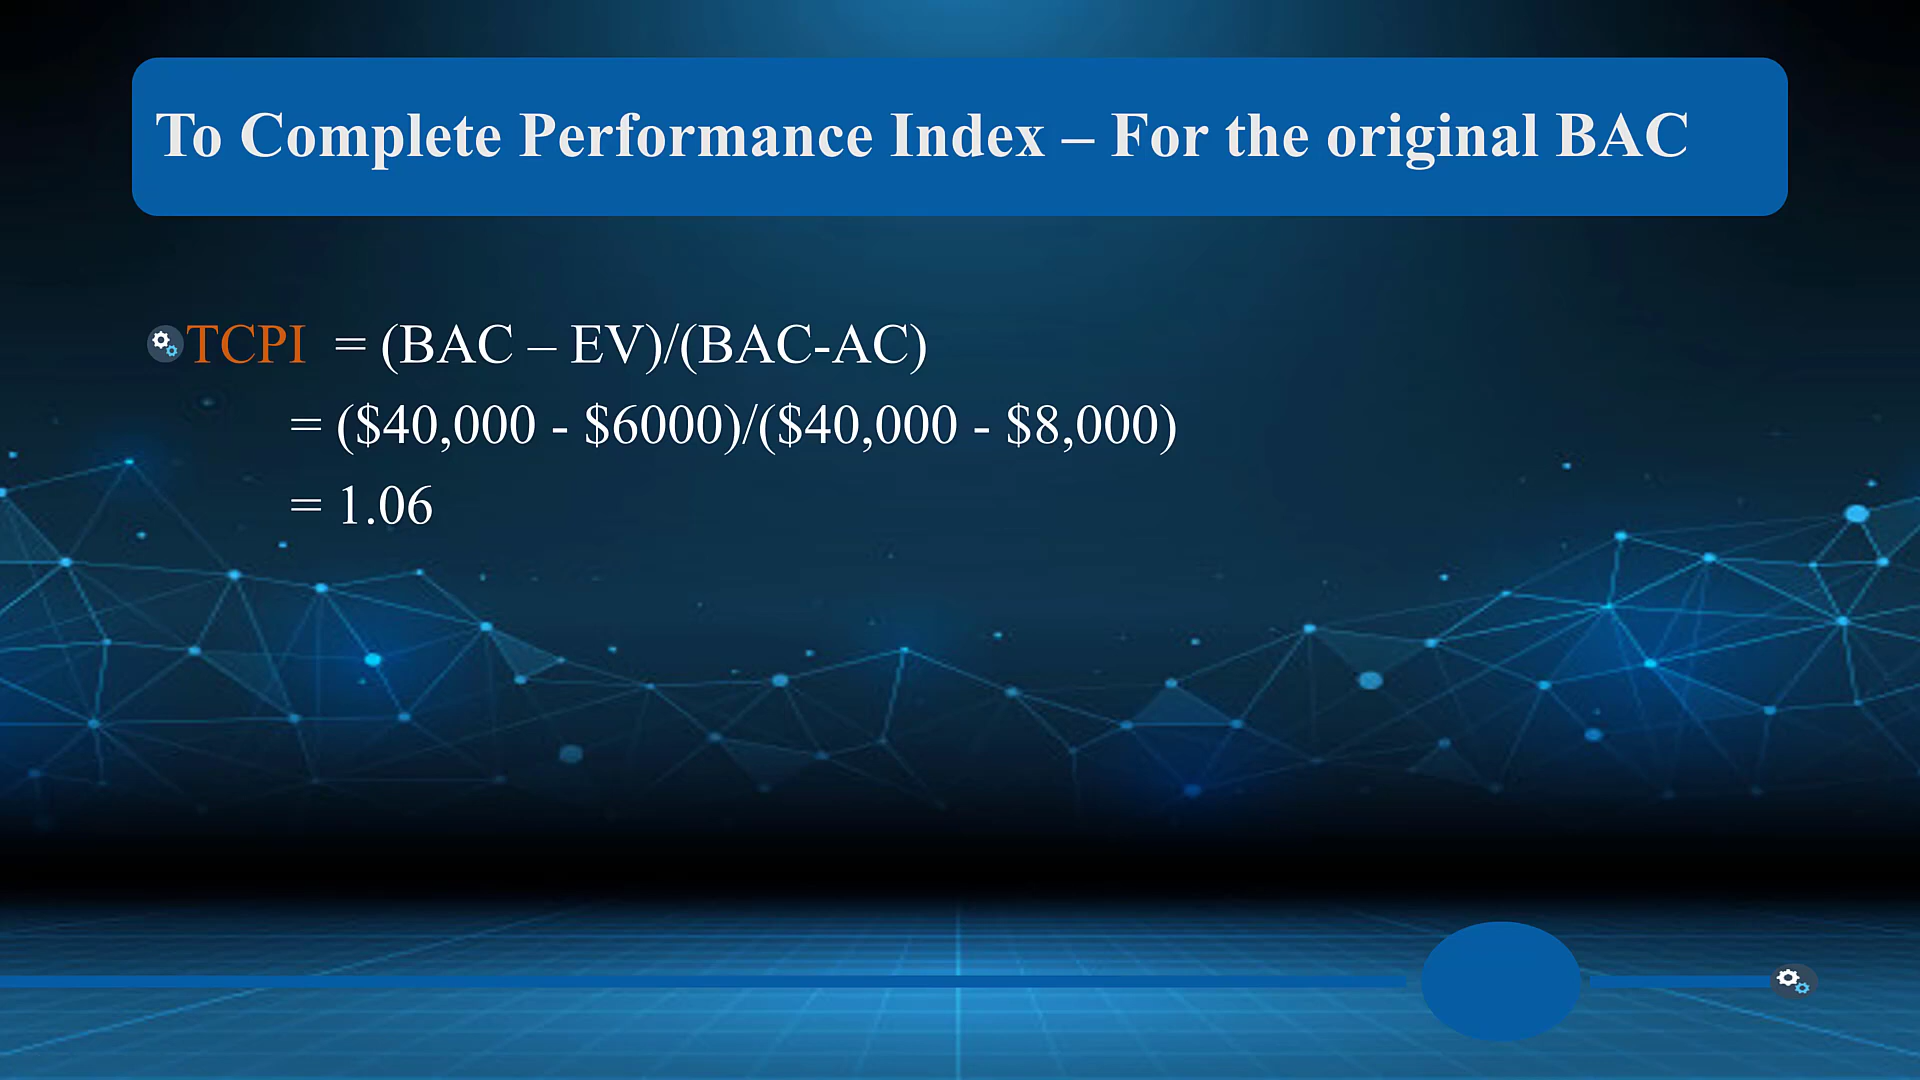 To Complete Performance Index – For the original BAC
TCPI = (BAC – EV)/(BAC-AC)
= ($40,000 - $6000)/($40,000 - $8,000)
= 1.06